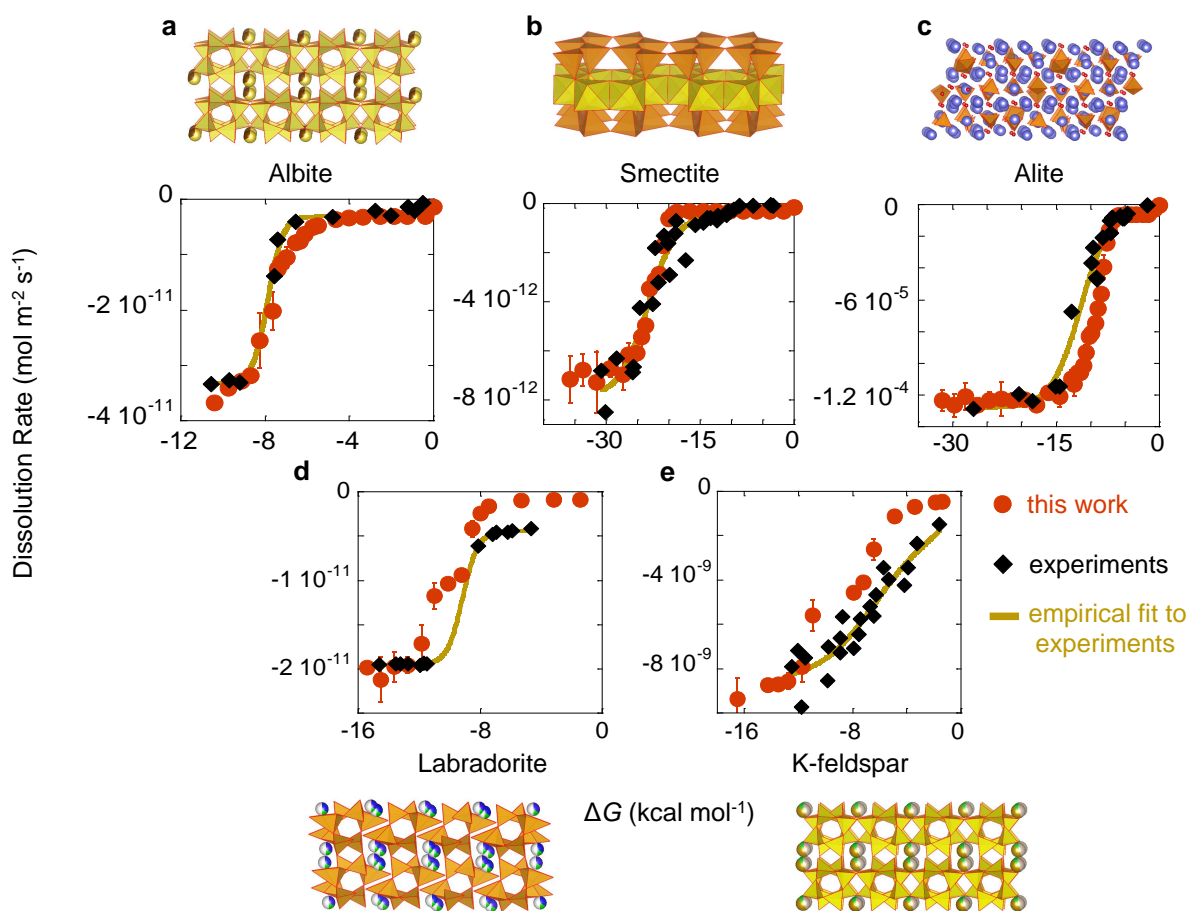 a
b
c
Albite
Smectite
Alite
Dissolution Rate (mol m-2 s-1)
0
-2 10-11
-4 10-11
-12
-8
-4
0
0
-4 10-12
-8 10-12
-30
-15
0
0
-6 10-5
-1.2 10-4
-30
-15
0
d
e
0
-1 10-11
-2 10-11
-16
-8
0
0
-4 10-9
-8 10-9
-16
-8
0
this work
experiments
empirical fit to
experiments
Labradorite
K-feldspar
ΔG (kcal mol-1)